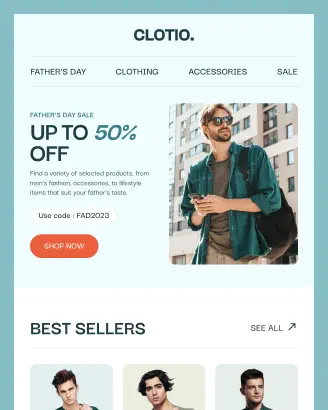 CLOTIO.
FATHER'S DAY CLOTHING ACCESSORIES SALE
FATHER'S DAY SALE
UP TO 50%
OFF
Find a variety of selected products, from
men's fashion, accessories, to lifestyle
items that suit your father's taste.
Use code : FAD2023
SHOP NOW
BEST SELLERS
SEE ALL